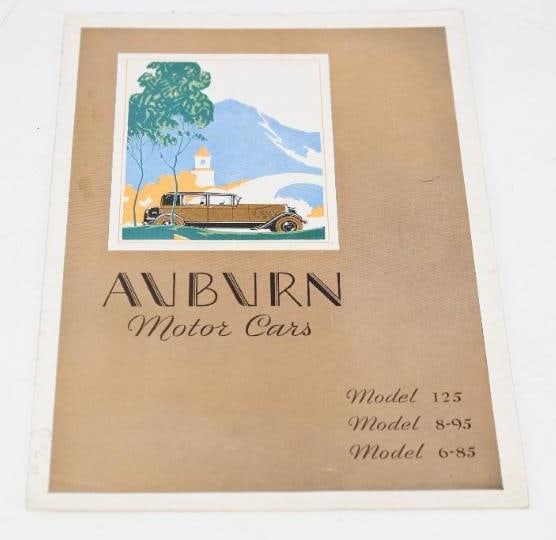 AUBURN
Motor Cars
Model 125
Model 8-95
Model 6-85